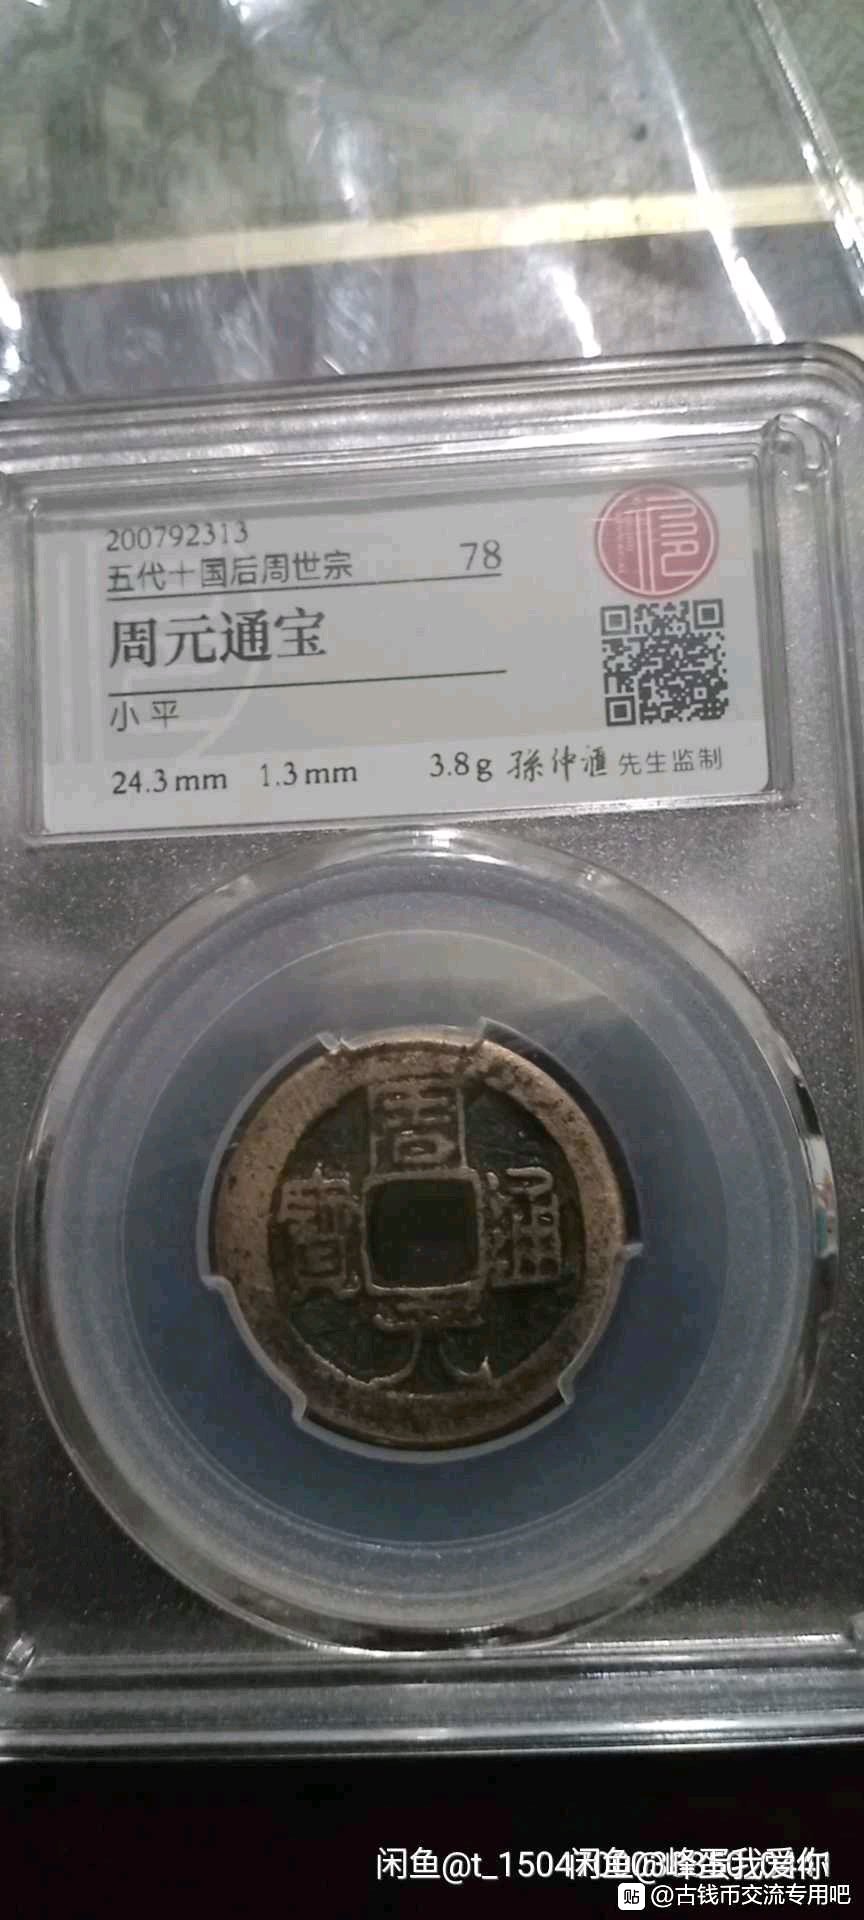 200792313
五代十国后周世宗 78
周元通宝
小平
24.3mm 1.3mm 3.8g 孫仲匯 先生监制
周元通寶
闲鱼@t_1504
闲鱼@峰蛋我爱你
贴 @古钱币交流专用吧